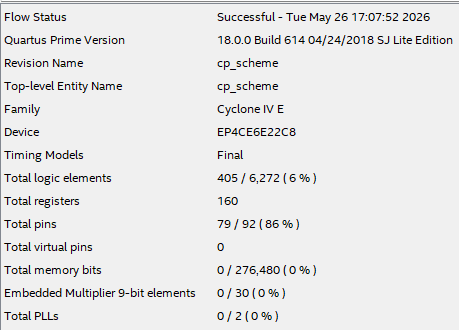 Flow Status Successful - Tue May 26 17:07:52 2026
Quartus Prime Version 18.0.0 Build 614 04/24/2018 SJ Lite Edition
Revision Name cp_scheme
Top-level Entity Name cp_scheme
Family Cyclone IV E
Device EP4CE6E22C8
Timing Models Final
Total logic elements 405 / 6,272 ( 6 % )
Total registers 160
Total pins 79 / 92 ( 86 % )
Total virtual pins 0
Total memory bits 0 / 276,480 ( 0 % )
Embedded Multiplier 9-bit elements 0 / 30 ( 0 % )
Total PLLs 0 / 2 ( 0 % )